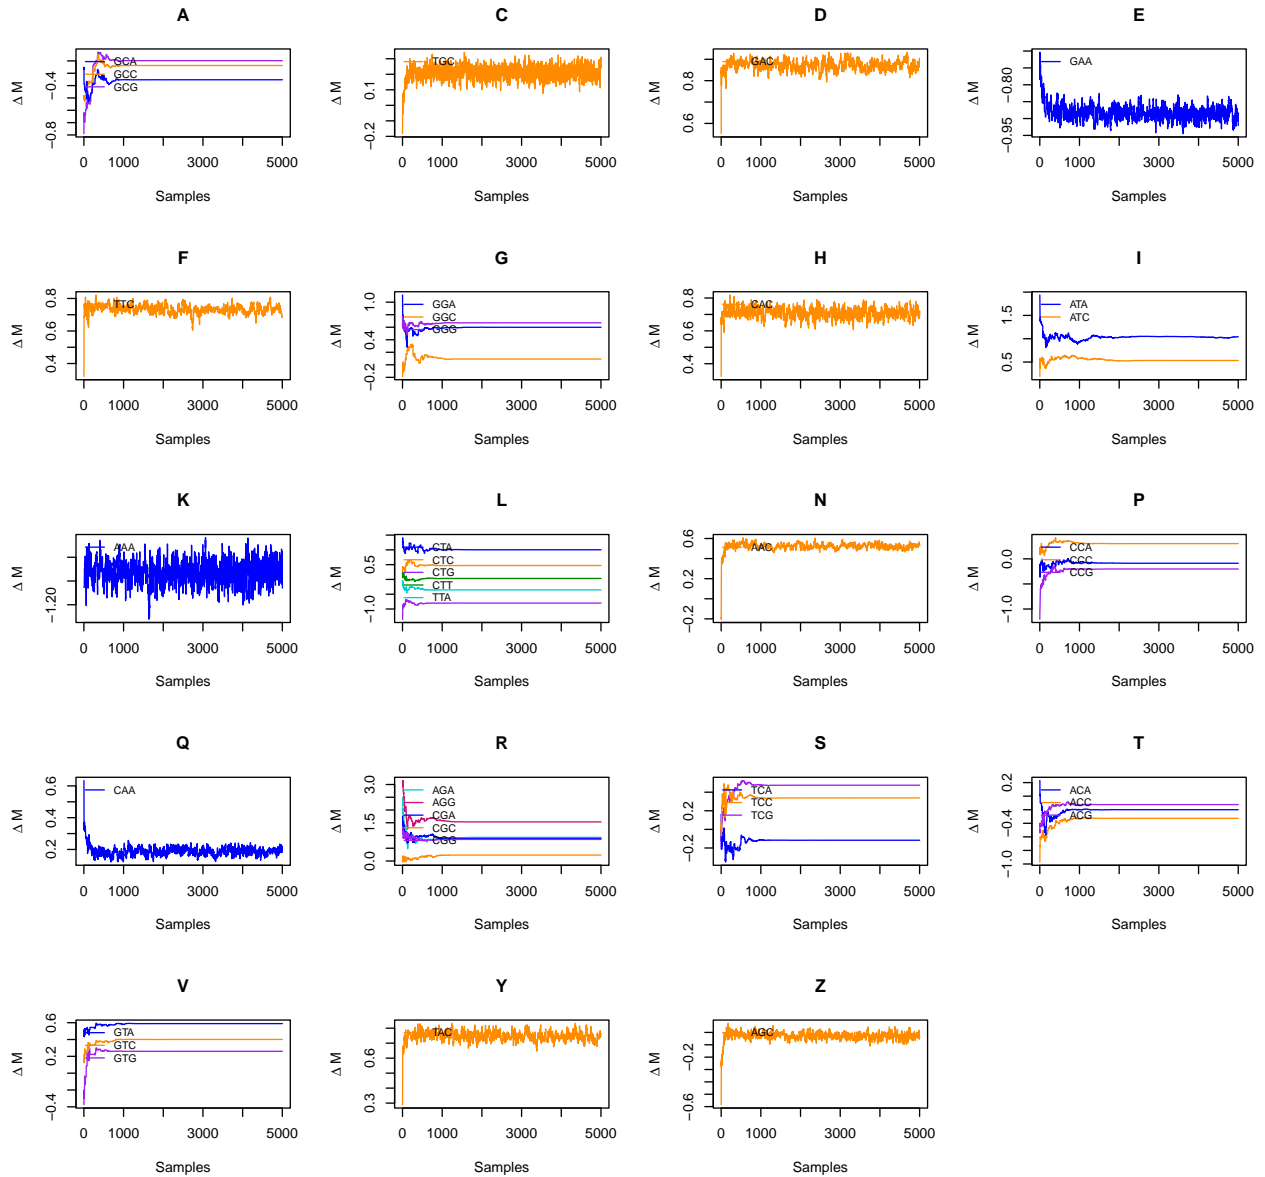 A
ΔM
-0.8 -0.4
GCA
GCC
GCG
0 1000 3000 5000
Samples
C
ΔM
-0.2 0.1
TGC
0 1000 3000 5000
Samples
D
ΔM
0.6 0.8
GAC
0 1000 3000 5000
Samples
E
ΔM
-0.95 -0.80
GAA
0 1000 3000 5000
Samples
F
ΔM
0.4 0.6 0.8
TTC
0 1000 3000 5000
Samples
G
ΔM
-0.2 0.4 1.0
GGA
GGC
GGG
0 1000 3000 5000
Samples
H
ΔM
0.4 0.6 0.8
CAC
0 1000 3000 5000
Samples
I
ΔM
0.5 1.5
ATA
ATC
0 1000 3000 5000
Samples
K
ΔM
-1.20
AAA
0 1000 3000 5000
Samples
L
ΔM
-1.0 0.5
CTA
CTC
CTG
CTT
TTA
0 1000 3000 5000
Samples
N
ΔM
-0.2 0.2 0.6
AAC
0 1000 3000 5000
Samples
P
ΔM
-1.0 0.0
CCA
CCC
CCG
0 1000 3000 5000
Samples
Q
ΔM
0.2 0.4 0.6
CAA
0 1000 3000 5000
Samples
R
ΔM
0.0 1.5 3.0
AGA
AGG
CGA
CGC
CGG
0 1000 3000 5000
Samples
S
ΔM
-0.2 0.2
TCA
TCC
TCG
0 1000 3000 5000
Samples
T
ΔM
-1.0 -0.4 0.2
ACA
ACC
ACG
0 1000 3000 5000
Samples
V
ΔM
-0.4 0.2 0.6
GTA
GTC
GTG
0 1000 3000 5000
Samples
Y
ΔM
0.3 0.6
TAC
0 1000 3000 5000
Samples
Z
ΔM
-0.6 -0.2
AGC
0 1000 3000 5000
Samples